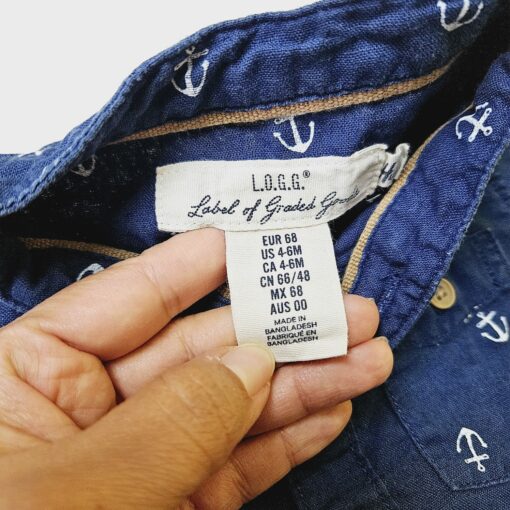 L.O.G.G.®
Label of Graded Goods
EUR 68
US 4-6M
CA 4-6M
CN 66/48
MX 68
AUS 00
MADE IN
BANGLADESH
FABRIQUÉ EN
BANGLADESH